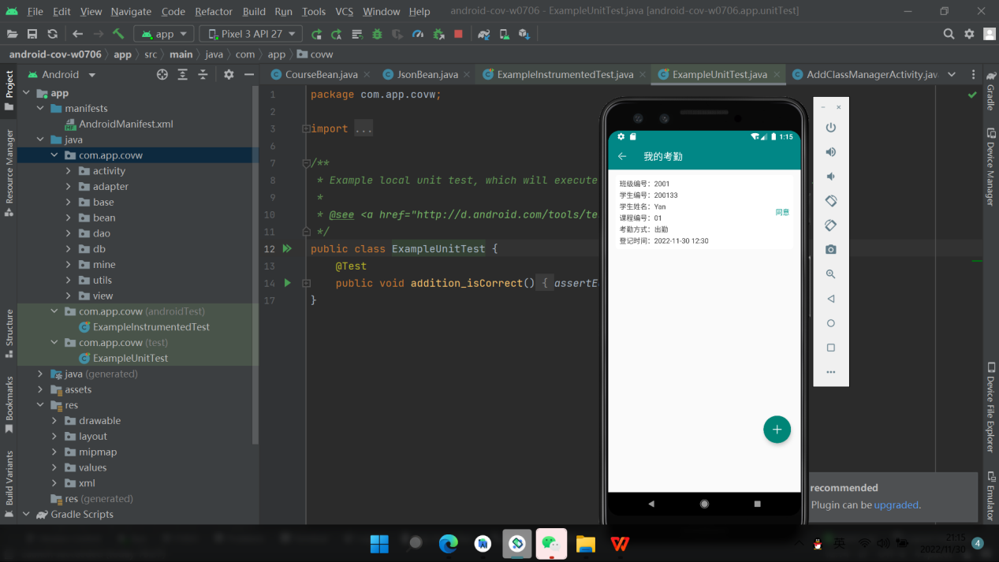 File Edit View Navigate Code Refactor Build Run Tools VCS Window Help android-cov-w0706 - ExampleUnitTest.java [android-cov-w0706.app.unitTest]
app Pixel 3 API 27
android-cov-w0706 app src main java com app covw
Android
CourseBean.java JsonBean.java ExampleInstrumentedTest.java ExampleUnitTest.java AddClassManagerActivity.java
Project
Resource Manager
Structure
Bookmarks
Build Variants
app
manifests
AndroidManifest.xml
java
com.app.covw
activity
adapter
base
bean
dao
db
mine
utils
view
com.app.covw (androidTest)
ExampleInstrumentedTest
com.app.covw (test)
ExampleUnitTest
java (generated)
assets
res
drawable
layout
mipmap
values
xml
res (generated)
Gradle Scripts
1 package com.app.covw;
2
3 import ...
6
7 /**
8 * Example local unit test, which will execute
9 *
10 * @see <a href="http://d.android.com/tools/te
11 */
12 public class ExampleUnitTest {
13 @Test
14 public void addition_isCorrect() { assertE
17 }
1:15
我的考勤
班级编号：2001
学生编号：200133
学生姓名：Yan
课程编号：01
考勤方式：出勤
登记时间：2022-11-30 12:30
同意
Gradle
Device Manager
Device File Explorer
Emulator
recommended
Plugin can be upgraded.
英
21:15
2022/11/30
4